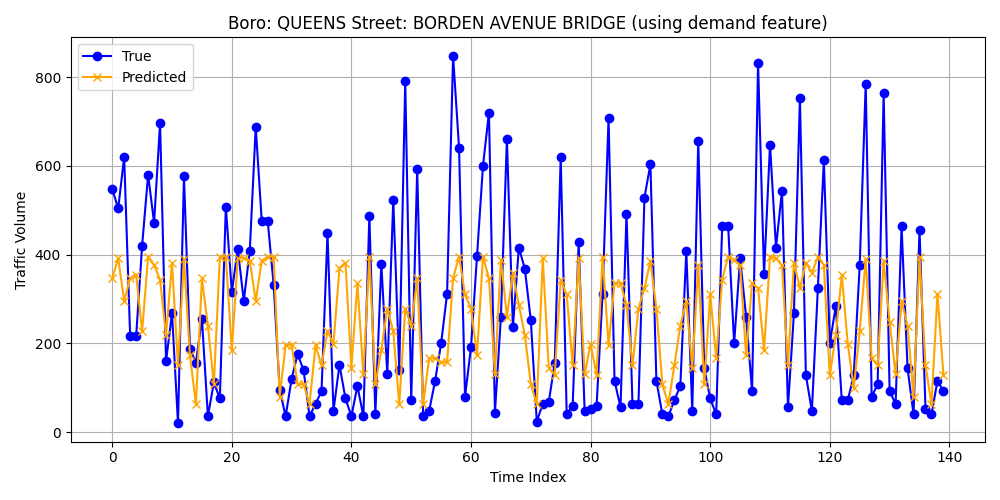 Boro: QUEENS Street: BORDEN AVENUE BRIDGE (using demand feature)
True
Predicted
Traffic Volume
800
600
400
200
0
0 20 40 60 80 100 120 140
Time Index